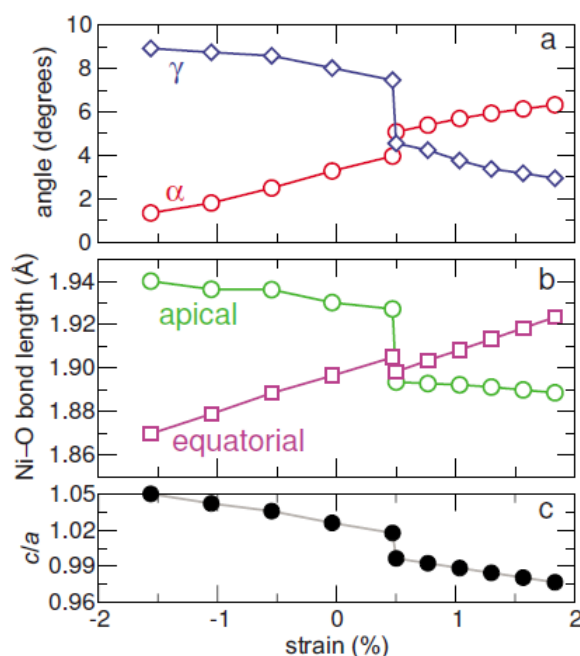 10
8
6
4
2
0
angle (degrees)
a
γ
α
1.94
1.92
1.90
1.88
1.86
Ni–O bond length (Å)
b
apical
equatorial
1.05
1.02
0.99
0.96
c/a
c
-2 -1 0 1 2
strain (%)